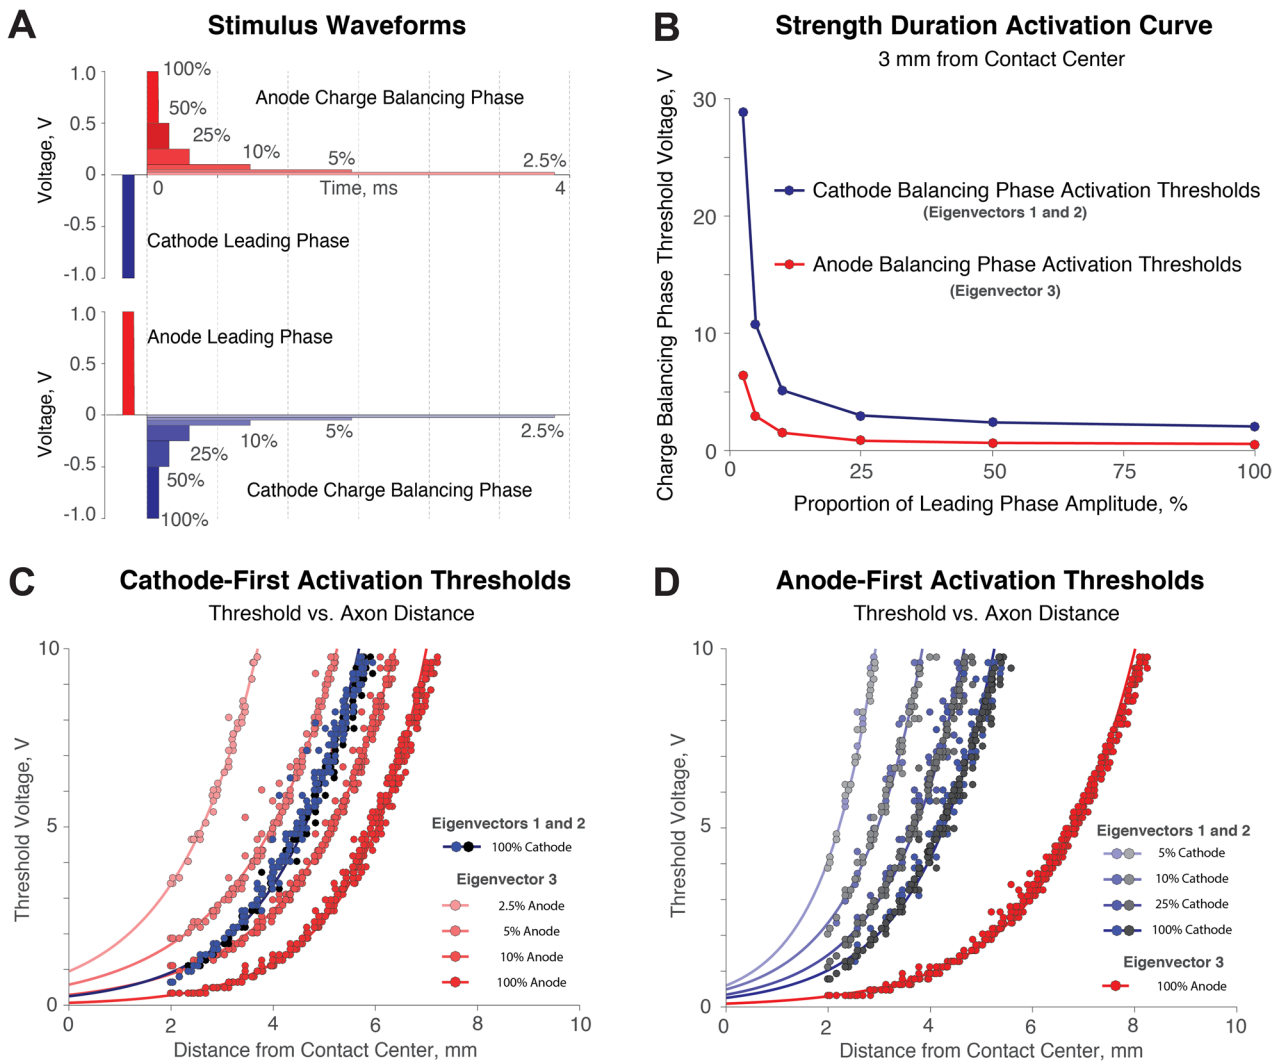 A
Stimulus Waveforms
Voltage, V
1.0
0.5
0
-0.5
-1.0
100%
50%
25%
10%
5%
2.5%
Anode Charge Balancing Phase
0
Time, ms
4
Cathode Leading Phase
Voltage, V
1.0
0.5
0
-0.5
-1.0
Anode Leading Phase
2.5%
5%
10%
25%
50%
100%
Cathode Charge Balancing Phase
B
Strength Duration Activation Curve
3 mm from Contact Center
Charge Balancing Phase Threshold Voltage, V
30
20
10
0
Cathode Balancing Phase Activation Thresholds
(Eigenvectors 1 and 2)
Anode Balancing Phase Activation Thresholds
(Eigenvector 3)
0
25
50
75
100
Proportion of Leading Phase Amplitude, %
C
Cathode-First Activation Thresholds
Threshold vs. Axon Distance
Threshold Voltage, V
10
5
0
Eigenvectors 1 and 2
100% Cathode
Eigenvector 3
2.5% Anode
5% Anode
10% Anode
100% Anode
0
2
4
6
8
10
Distance from Contact Center, mm
D
Anode-First Activation Thresholds
Threshold vs. Axon Distance
Threshold Voltage, V
10
5
0
Eigenvectors 1 and 2
5% Cathode
10% Cathode
25% Cathode
100% Cathode
Eigenvector 3
100% Anode
0
2
4
6
8
10
Distance from Contact Center, mm